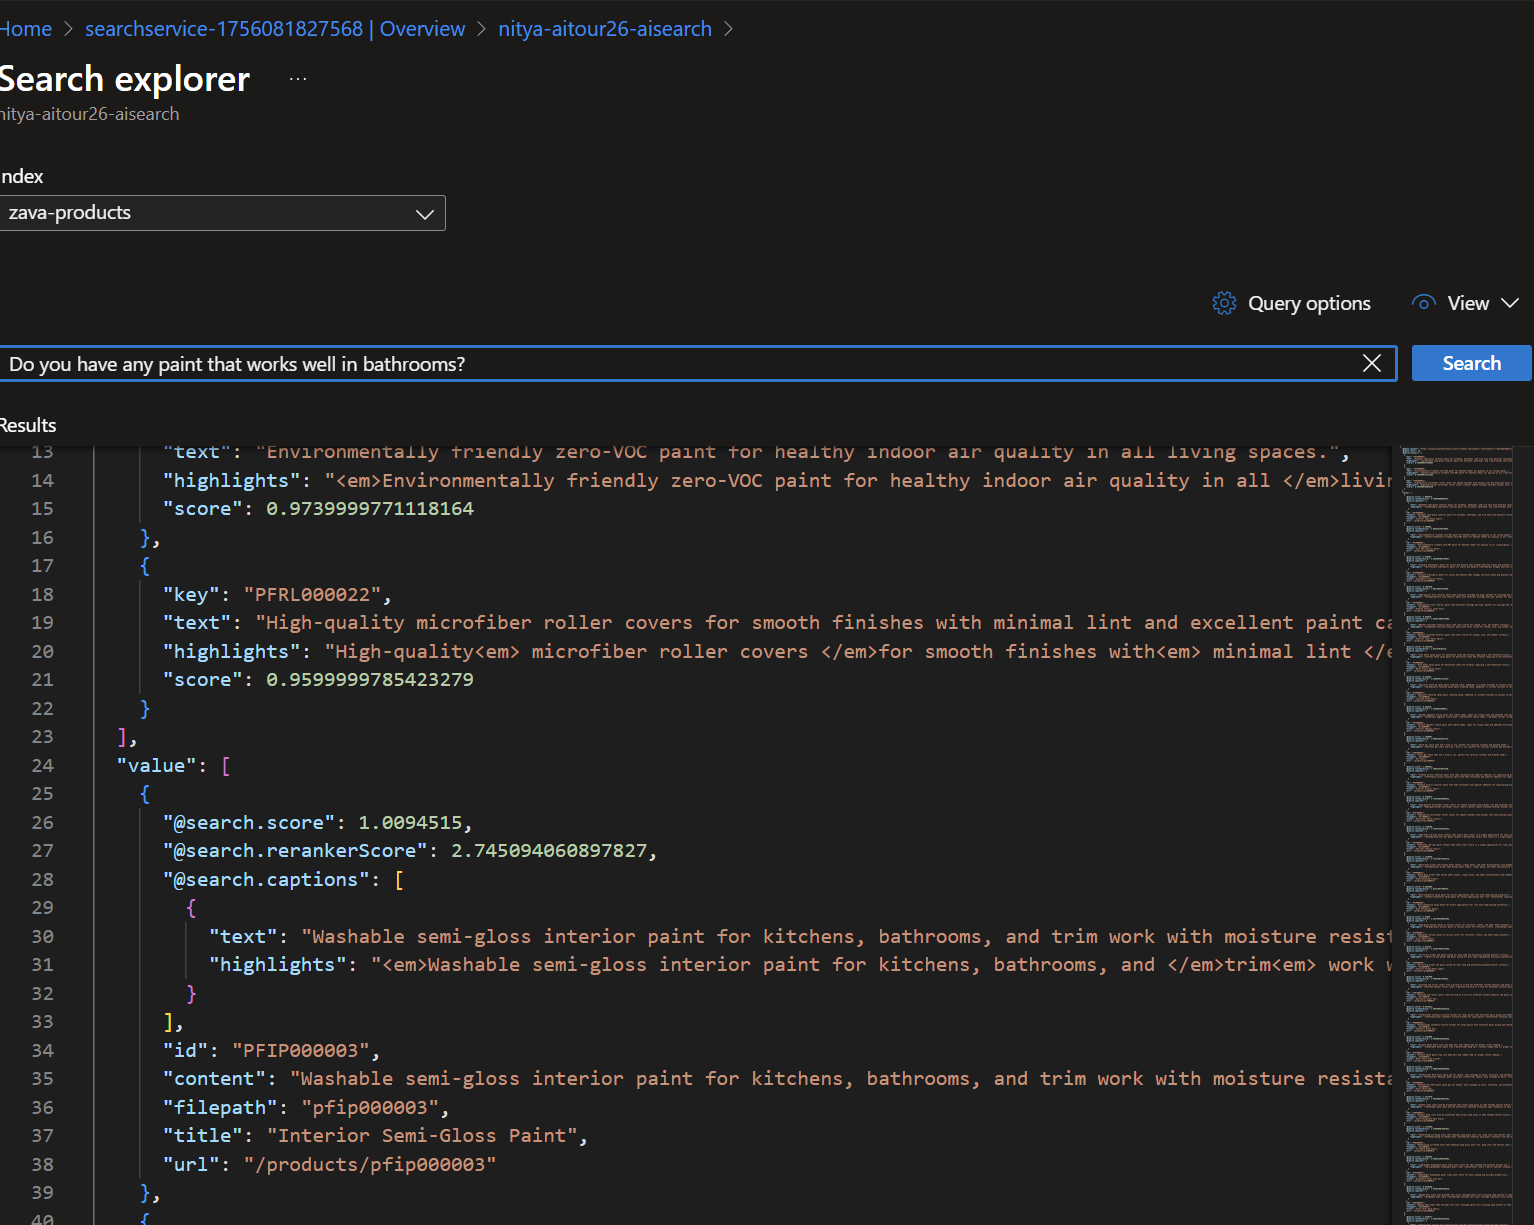 Home > searchservice-1756081827568 | Overview > nitya-aitour26-aisearch >
Search explorer ...
nitya-aitour26-aisearch
Index
zava-products
Query options View
Do you have any paint that works well in bathrooms? Search
Results
13 "text": "Environmentally friendly zero-VOC paint for healthy indoor air quality in all living spaces.",
14 "highlights": "<em>Environmentally friendly zero-VOC paint for healthy indoor air quality in all </em>livin
15 "score": 0.9739999771118164
16 },
17 {
18 "key": "PFRL000022",
19 "text": "High-quality microfiber roller covers for smooth finishes with minimal lint and excellent paint ca
20 "highlights": "High-quality<em> microfiber roller covers </em>for smooth finishes with<em> minimal lint </e
21 "score": 0.9599999785423279
22 }
23 ],
24 "value": [
25 {
26 "@search.score": 1.0094515,
27 "@search.rerankerScore": 2.745094060897827,
28 "@search.captions": [
29 {
30 "text": "Washable semi-gloss interior paint for kitchens, bathrooms, and trim work with moisture resist
31 "highlights": "<em>Washable semi-gloss interior paint for kitchens, bathrooms, and </em>trim<em> work w
32 }
33 ],
34 "id": "PFIP000003",
35 "content": "Washable semi-gloss interior paint for kitchens, bathrooms, and trim work with moisture resista
36 "filepath": "pfip000003",
37 "title": "Interior Semi-Gloss Paint",
38 "url": "/products/pfip000003"
39 },
40 {